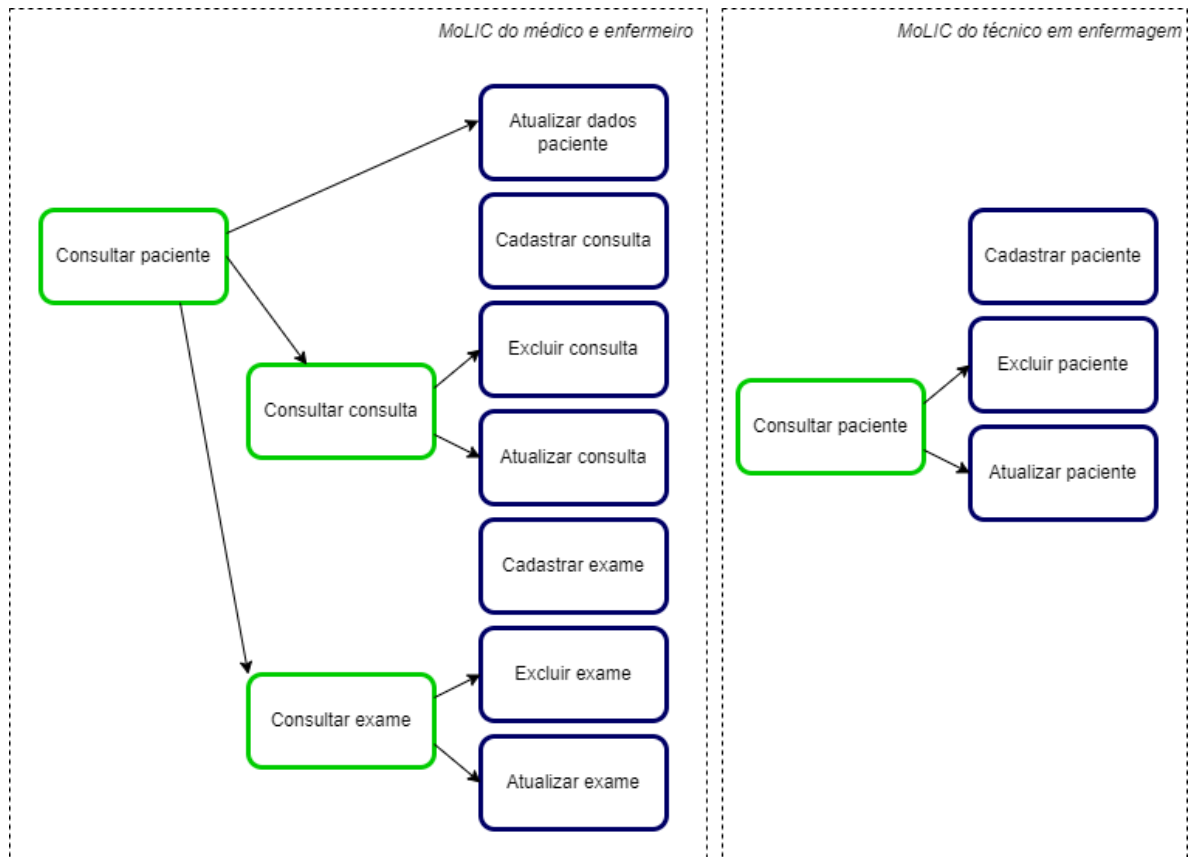 MoLIC do médico e enfermeiro
Atualizar dados
paciente
Cadastrar consulta
Consultar paciente
Excluir consulta
Consultar consulta
Atualizar consulta
Cadastrar exame
Excluir exame
Consultar exame
Atualizar exame
MoLIC do técnico em enfermagem
Cadastrar paciente
Excluir paciente
Consultar paciente
Atualizar paciente